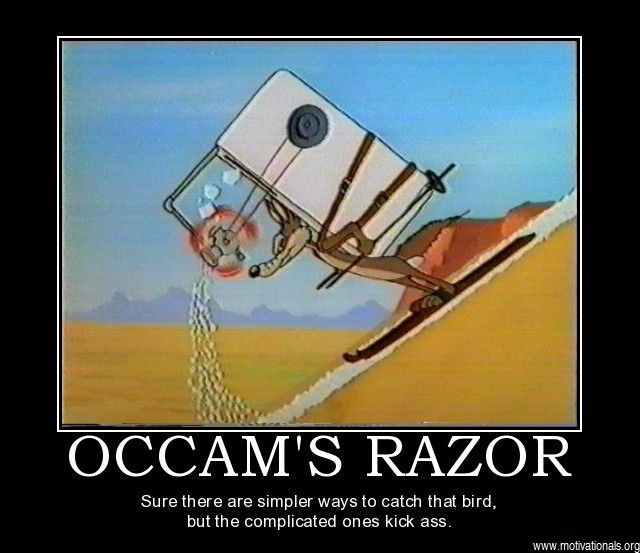 OCCAM'S RAZOR
Sure there are simpler ways to catch that bird,
but the complicated ones kick ass.
www.motivationals.org